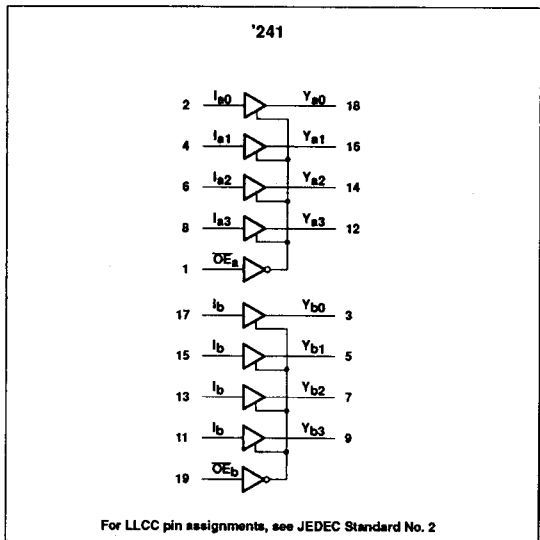 '241
2 Ia0 Ya0 18
4 Ia1 Ya1 16
6 Ia2 Ya2 14
8 Ia3 Ya3 12
1 OEa
17 Ib Yb0 3
15 Ib Yb1 5
13 Ib Yb2 7
11 Ib Yb3 9
19 OEb
For LLCC pin assignments, see JEDEC Standard No. 2